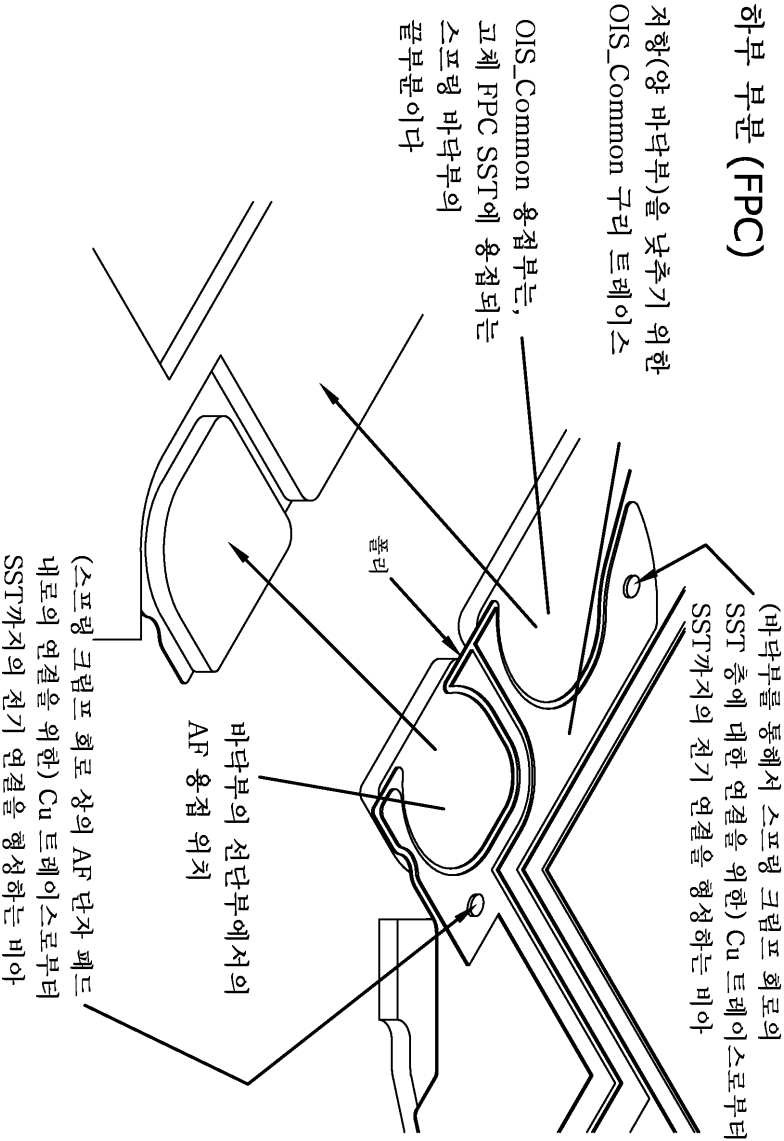 하부 부분 (FPC)
저항(양 바닥부)을 낮추기 위한
OIS_Common 구리 트레이스
OIS_Common 용접부는,
고체 FPC SST에 용접되는
스프링 바닥부의
끝부분이다
(바닥부를 통해서 스프링 크림프 회로의
SST 층에 대한 연결을 위한) Cu 트레이스로부터
SST까지의 전기 연결을 형성하는 비아
폴리
바닥부의 선단부에서의
AF 용접 위치
(스프링 크림프 회로 상의 AF 단자 패드
내로의 연결을 위한) Cu 트레이스로부터
SST까지의 전기 연결을 형성하는 비아